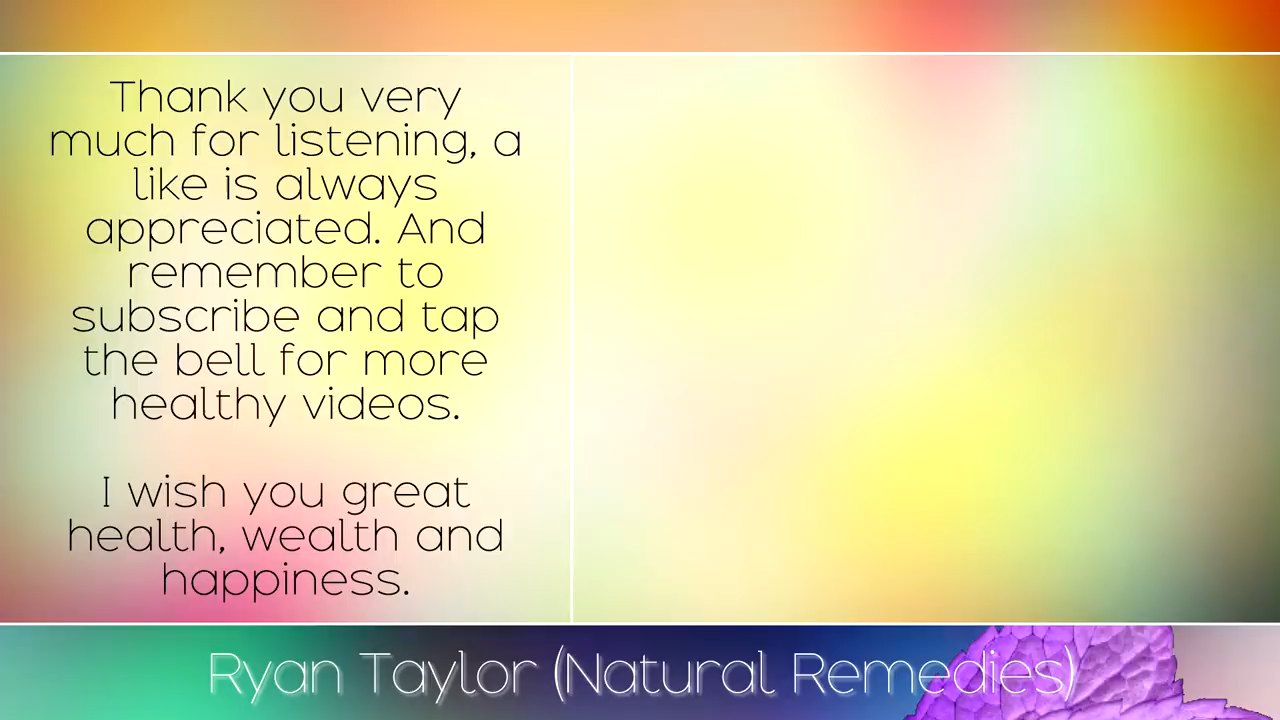 Thank you very
much for listening, a
like is always
appreciated. And
remember to
subscribe and tap
the bell for more
healthy videos.
I wish you great
health, wealth and
happiness.
Ryan Taylor (Natural Remedies)